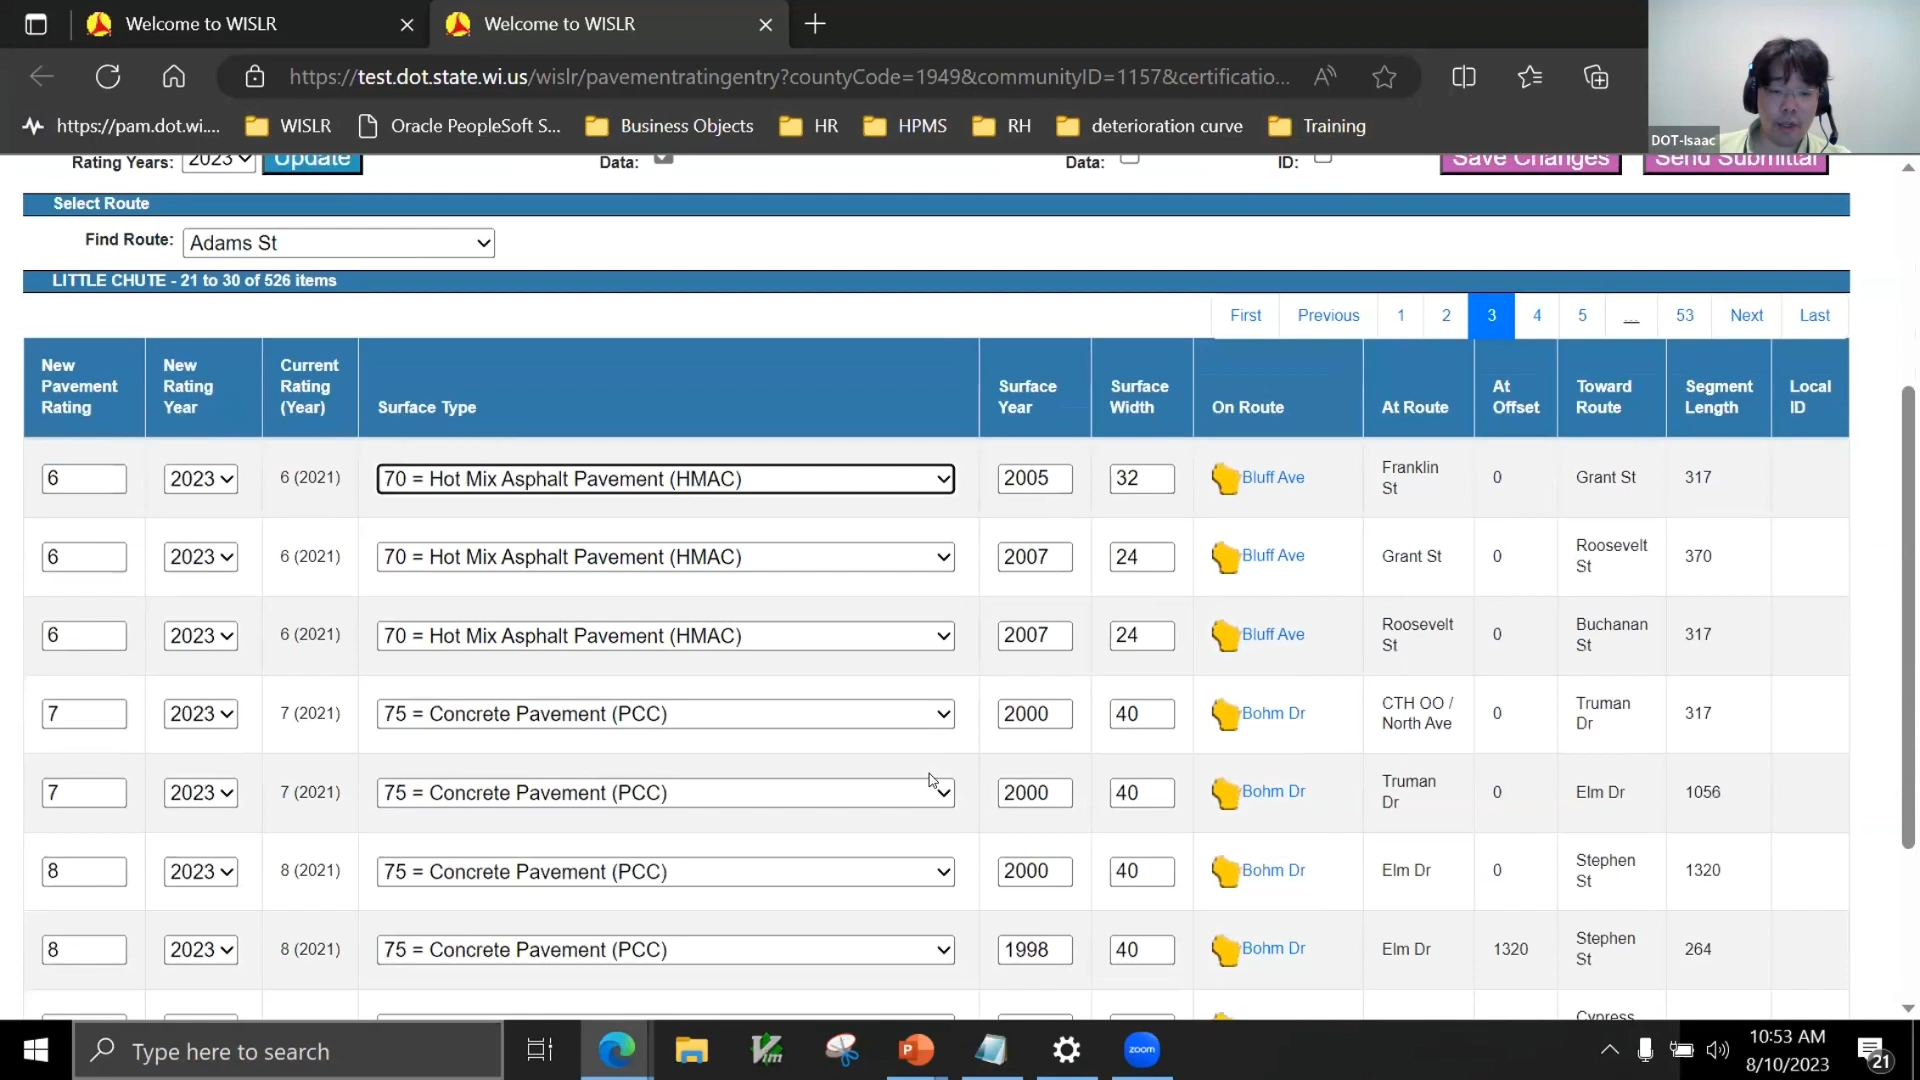 Welcome to WISLR
Welcome to WISLR
https://test.dot.state.wi.us/wislr/pavementratingentry?countyCode=1949&communityID=1157&certificatio...
https://pam.dot.wi....
WISLR
Oracle PeopleSoft S...
Business Objects
HR
HPMS
RH
deterioration curve
Training
DOT-Isaac
Rating Years: 2023 Update Data: Data: ID: Save Changes Send Submittal
Select Route
Find Route: Adams St
LITTLE CHUTE - 21 to 30 of 526 items
First Previous 1 2 3 4 5 ... 53 Next Last
New Pavement Rating
New Rating Year
Current Rating (Year)
Surface Type
Surface Year
Surface Width
On Route
At Route
At Offset
Toward Route
Segment Length
Local ID
6 2023 6 (2021) 70 = Hot Mix Asphalt Pavement (HMAC) 2005 32 Bluff Ave Franklin St 0 Grant St 317
6 2023 6 (2021) 70 = Hot Mix Asphalt Pavement (HMAC) 2007 24 Bluff Ave Grant St 0 Roosevelt St 370
6 2023 6 (2021) 70 = Hot Mix Asphalt Pavement (HMAC) 2007 24 Bluff Ave Roosevelt St 0 Buchanan St 317
7 2023 7 (2021) 75 = Concrete Pavement (PCC) 2000 40 Bohm Dr CTH OO / North Ave 0 Truman Dr 317
7 2023 7 (2021) 75 = Concrete Pavement (PCC) 2000 40 Bohm Dr Truman Dr 0 Elm Dr 1056
8 2023 8 (2021) 75 = Concrete Pavement (PCC) 2000 40 Bohm Dr Elm Dr 0 Stephen St 1320
8 2023 8 (2021) 75 = Concrete Pavement (PCC) 1998 40 Bohm Dr Elm Dr 1320 Stephen St 264
Cypress
Type here to search
Vim
P
zoom
10:53 AM
8/10/2023
21